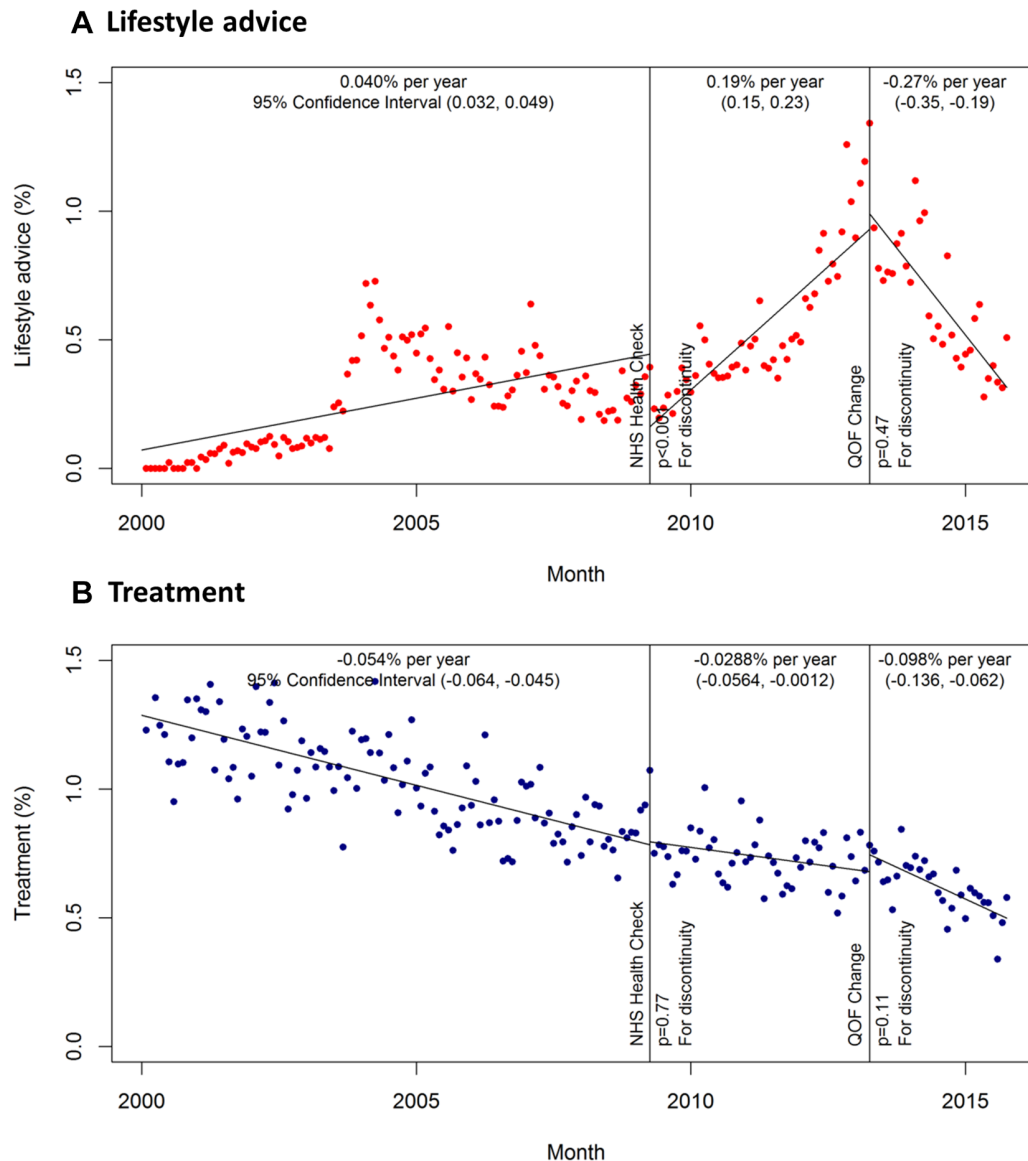 A Lifestyle advice
0.040% per year
95% Confidence Interval (0.032, 0.049)
0.19% per year
(0.15, 0.23)
-0.27% per year
(-0.35, -0.19)
Lifestyle advice (%)
1.5
1.0
0.5
0.0
NHS Health Check
p<0.001
For discontinuity
QOF Change
p=0.47
For discontinuity
2000
2005
2010
2015
Month
B Treatment
-0.054% per year
95% Confidence Interval (-0.064, -0.045)
-0.0288% per year
(-0.0564, -0.0012)
-0.098% per year
(-0.136, -0.062)
Treatment (%)
1.5
1.0
0.5
0.0
NHS Health Check
p=0.77
For discontinuity
QOF Change
p=0.11
For discontinuity
2000
2005
2010
2015
Month